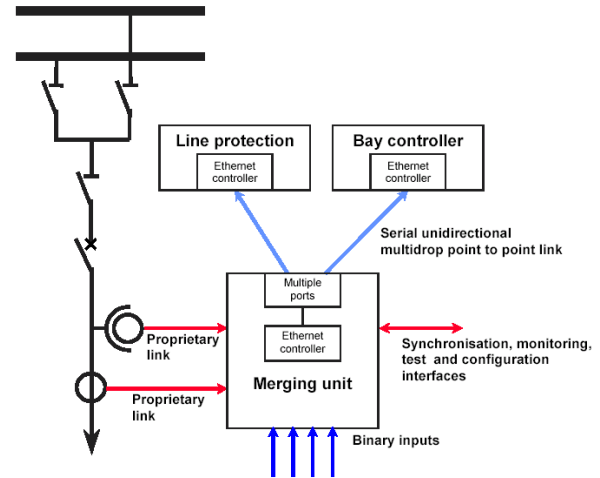 Line protection
Ethernet
controller
Bay controller
Ethernet
controller
Serial unidirectional
multidrop point to point link
Multiple
ports
Ethernet
controller
Merging unit
Proprietary
link
Proprietary
link
Synchronisation, monitoring,
test and configuration
interfaces
Binary inputs